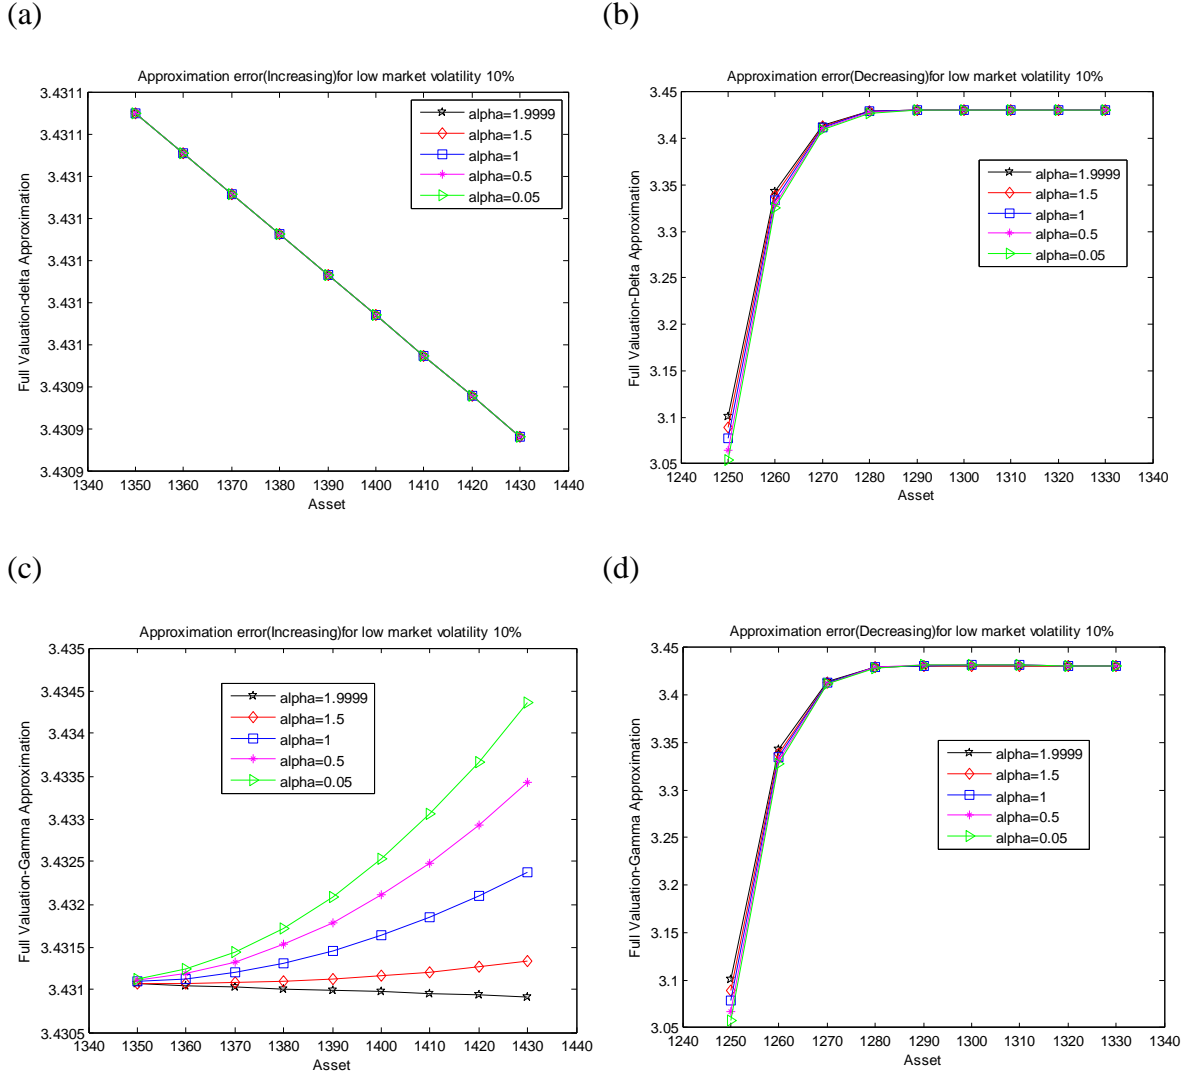 (a)
Approximation error(Increasing)for low market volatility 10%
3.4311
3.4311
3.431
3.431
3.431
3.431
3.431
3.4309
3.4309
3.4309
Full Valuation-delta Approximation
alpha=1.9999
alpha=1.5
alpha=1
alpha=0.5
alpha=0.05
1340 1350 1360 1370 1380 1390 1400 1410 1420 1430 1440
Asset
(b)
Approximation error(Decreasing)for low market volatility 10%
3.45
3.4
3.35
3.3
3.25
3.2
3.15
3.1
3.05
Full Valuation-Delta Approximation
alpha=1.9999
alpha=1.5
alpha=1
alpha=0.5
alpha=0.05
1240 1250 1260 1270 1280 1290 1300 1310 1320 1330 1340
Asset
(c)
Approximation error(Increasing)for low market volatility 10%
3.435
3.4345
3.434
3.4335
3.433
3.4325
3.432
3.4315
3.431
3.4305
Full Valuation-Gamma Approximation
alpha=1.9999
alpha=1.5
alpha=1
alpha=0.5
alpha=0.05
1340 1350 1360 1370 1380 1390 1400 1410 1420 1430 1440
Asset
(d)
Approximation error(Decreasing)for low market volatility 10%
3.45
3.4
3.35
3.3
3.25
3.2
3.15
3.1
3.05
Full Valuation-Gamma Approximation
alpha=1.9999
alpha=1.5
alpha=1
alpha=0.5
alpha=0.05
1240 1250 1260 1270 1280 1290 1300 1310 1320 1330 1340
Asset